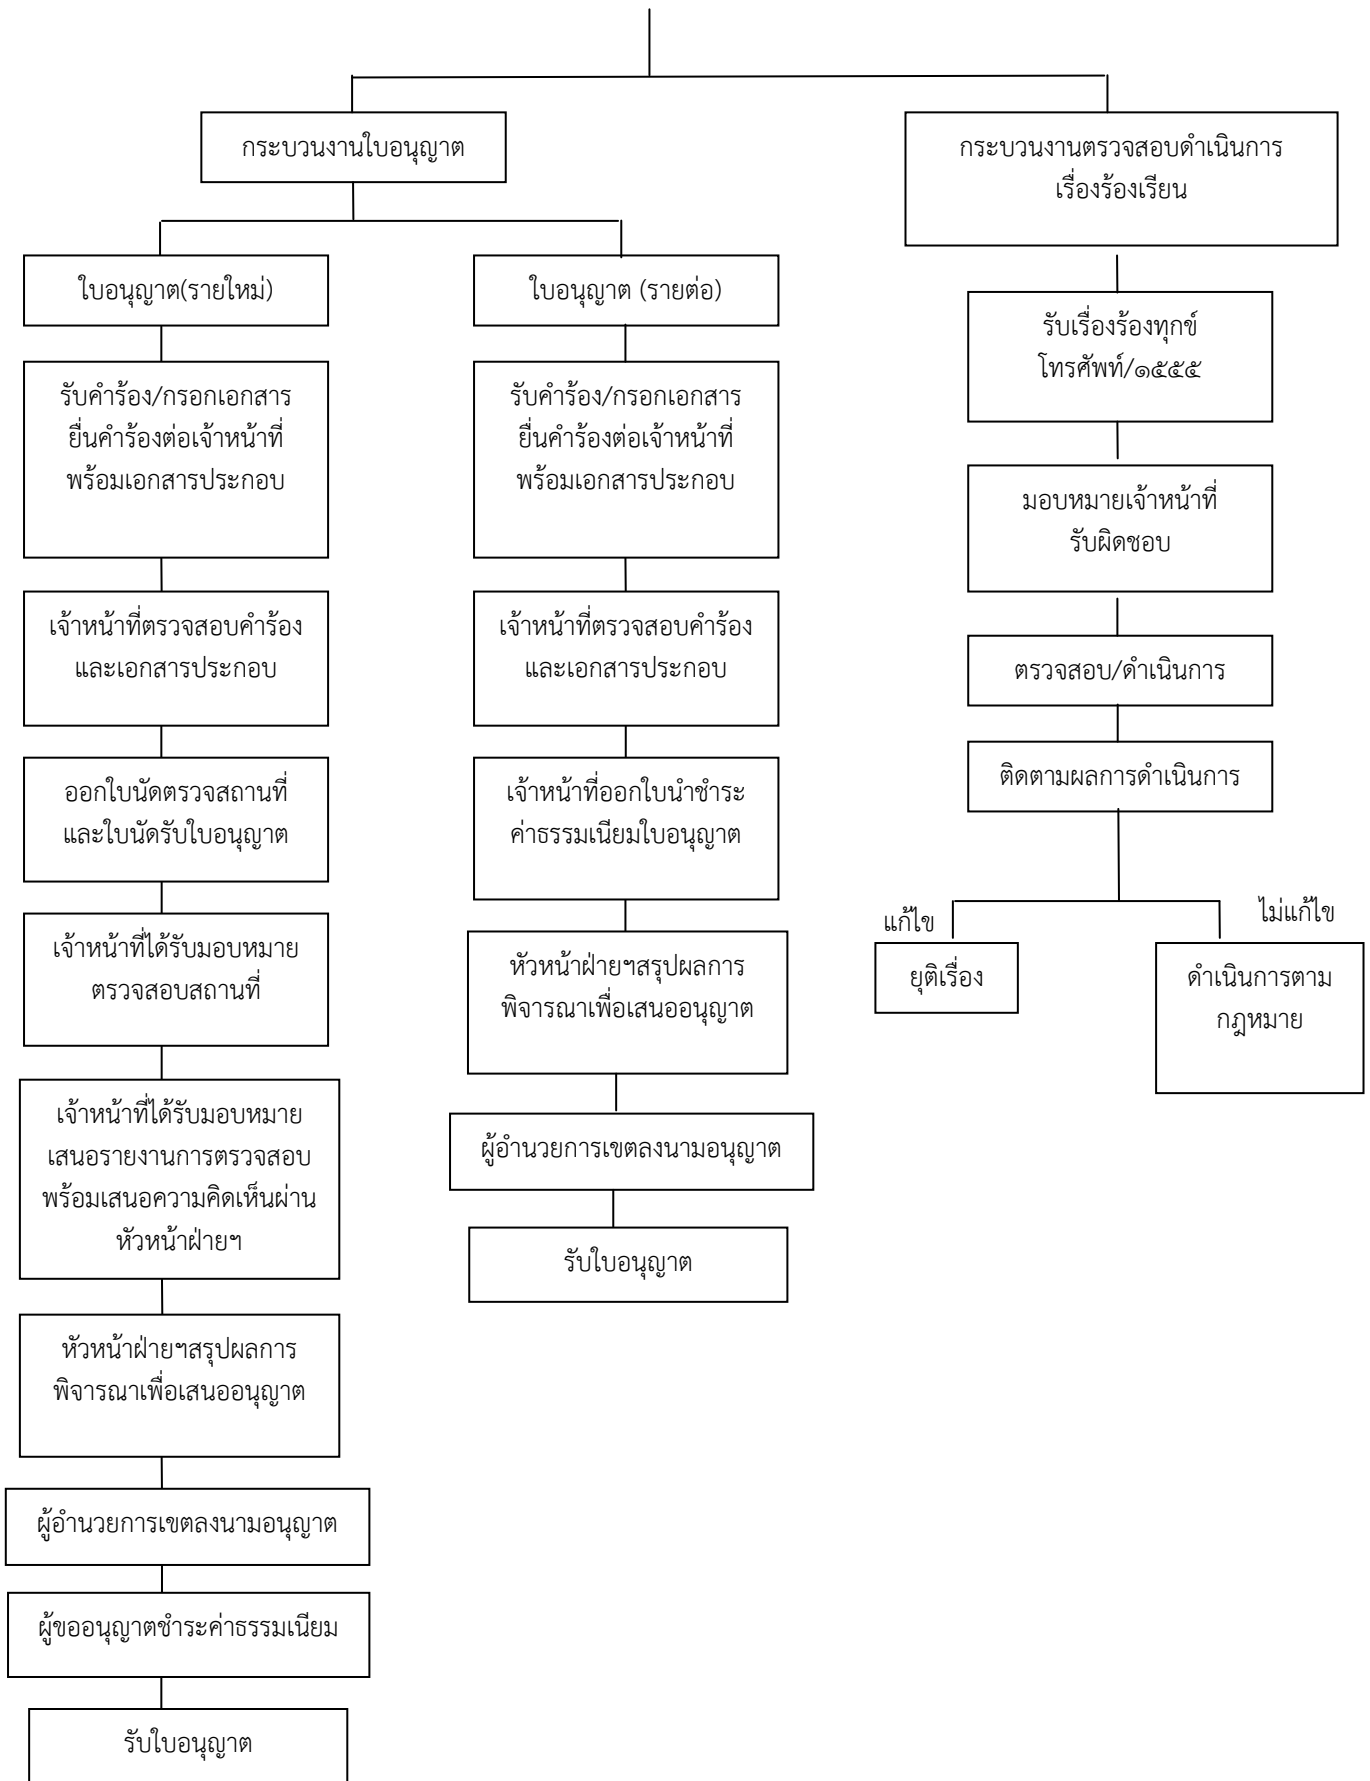 กระบวนงานใบอนุญาต
กระบวนงานตรวจสอบดำเนินการ
เรื่องร้องเรียน
ใบอนุญาต(รายใหม่)
รับคำร้อง/กรอกเอกสาร
ยื่นคำร้องต่อเจ้าหน้าที่
พร้อมเอกสารประกอบ
เจ้าหน้าที่ตรวจสอบคำร้อง
และเอกสารประกอบ
ออกใบนัดตรวจสถานที่
และใบนัดรับใบอนุญาต
เจ้าหน้าที่ได้รับมอบหมาย
ตรวจสอบสถานที่
เจ้าหน้าที่ได้รับมอบหมาย
เสนอรายงานการตรวจสอบ
พร้อมเสนอความคิดเห็นผ่าน
หัวหน้าฝ่ายฯ
หัวหน้าฝ่ายฯสรุปผลการ
พิจารณาเพื่อเสนออนุญาต
ผู้อำนวยการเขตลงนามอนุญาต
ผู้ขออนุญาตชำระค่าธรรมเนียม
รับใบอนุญาต
ใบอนุญาต (รายต่อ)
รับคำร้อง/กรอกเอกสาร
ยื่นคำร้องต่อเจ้าหน้าที่
พร้อมเอกสารประกอบ
เจ้าหน้าที่ตรวจสอบคำร้อง
และเอกสารประกอบ
เจ้าหน้าที่ออกใบนำชำระ
ค่าธรรมเนียมใบอนุญาต
หัวหน้าฝ่ายฯสรุปผลการ
พิจารณาเพื่อเสนออนุญาต
ผู้อำนวยการเขตลงนามอนุญาต
รับใบอนุญาต
รับเรื่องร้องทุกข์
โทรศัพท์/๑๕๕๕
มอบหมายเจ้าหน้าที่
รับผิดชอบ
ตรวจสอบ/ดำเนินการ
ติดตามผลการดำเนินการ
แก้ไข
ยุติเรื่อง
ไม่แก้ไข
ดำเนินการตาม
กฎหมาย